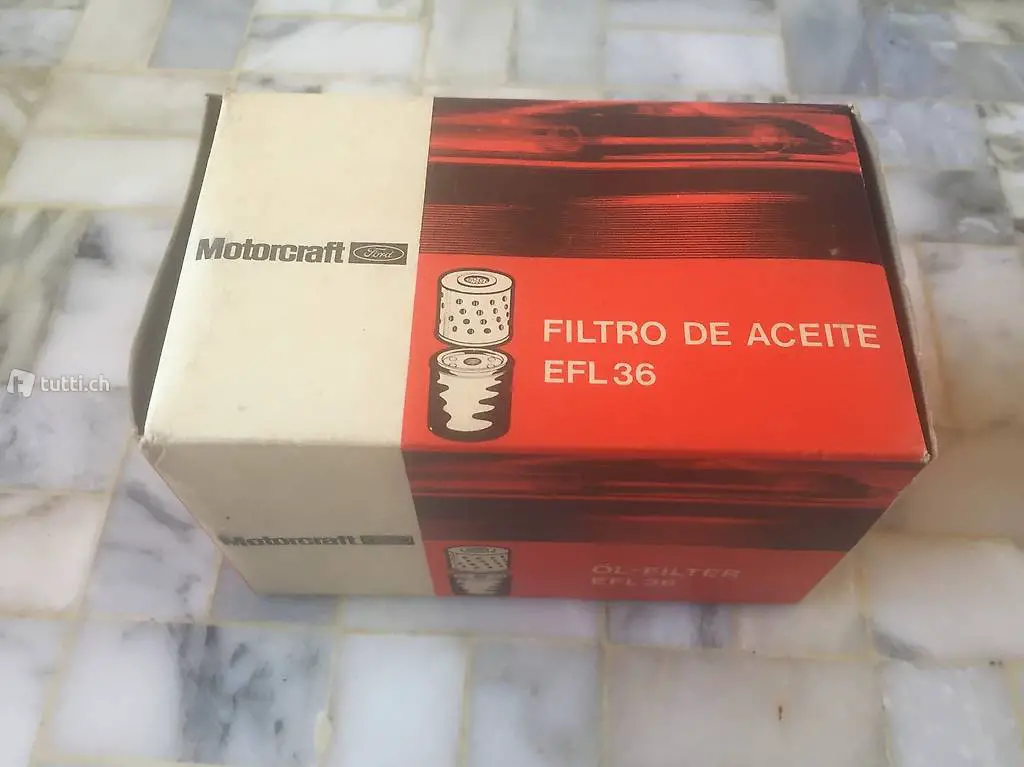 Motorcraft Ford
FILTRO DE ACEITE
EFL 36
tutti.ch
Motorcraft
ÖL-FILTER
EFL 36